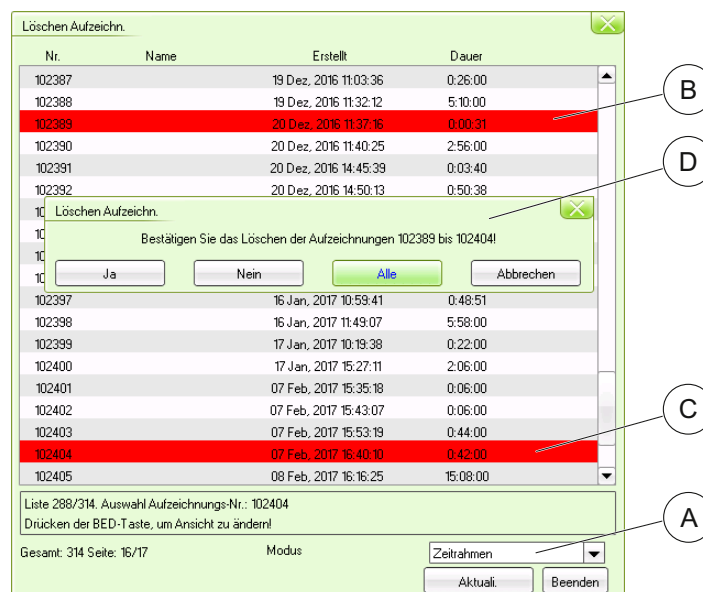 Löschen Aufzeichn.
Nr. Name Erstellt Dauer
102387 19 Dez, 2016 11:03:36 0:26:00
102388 19 Dez, 2016 11:32:12 5:10:00
102389 20 Dez, 2016 11:37:16 0:00:31
102390 20 Dez, 2016 11:40:25 2:56:00
102391 20 Dez, 2016 14:45:39 0:03:40
102392 20 Dez, 2016 14:50:13 0:50:38
Löschen Aufzeichn.
Bestätigen Sie das Löschen der Aufzeichnungen 102389 bis 102404!
Ja Nein Alle Abbrechen
102397 16 Jan, 2017 10:59:41 0:48:51
102398 16 Jan, 2017 11:49:07 5:58:00
102399 17 Jan, 2017 10:19:38 0:22:00
102400 17 Jan, 2017 15:27:11 2:06:00
102401 07 Feb, 2017 15:35:18 0:06:00
102402 07 Feb, 2017 15:43:07 0:06:00
102403 07 Feb, 2017 15:53:19 0:44:00
102404 07 Feb, 2017 16:40:10 0:42:00
102405 08 Feb, 2017 16:16:25 15:08:00
Liste 288/314. Auswahl Aufzeichnungs-Nr.: 102404
Drücken der BED-Taste, um Ansicht zu ändern!
Gesamt: 314 Seite: 16/17 Modus Zeitrahmen
Aktuali. Beenden
B
D
C
A